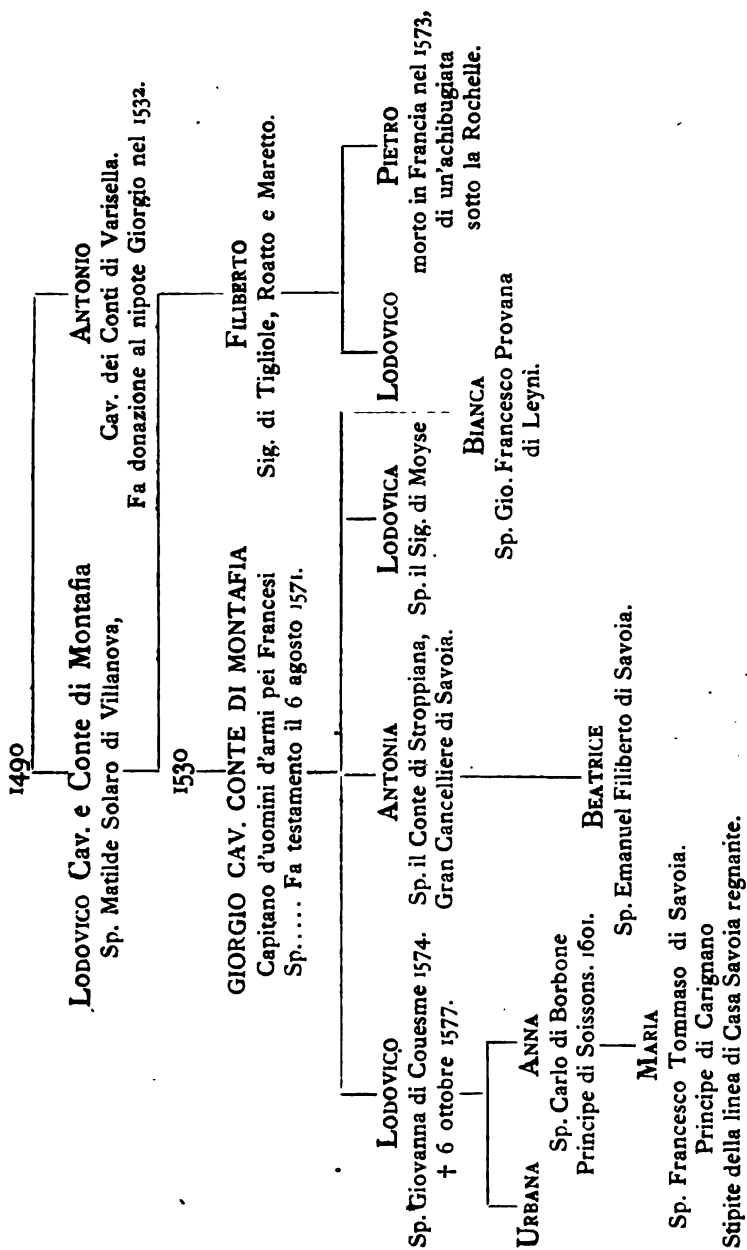 1490
LODOVICO Cav. e Conte di Montafia
Sp. Matilde Solaro di Villanova,
ANTONIO
Cav. dei Conti di Varisella.
Fa donazione al nipote Giorgio nel 1532.
1530
GIORGIO CAV. CONTE DI MONTAFIA
Capitano d'uomini d'armi pei Francesi
Sp..... Fa testamento il 6 agosto 1571.
FILIBERTO
Sig. di Tigliole, Roatto e Maretto.
LODOVICO
Sp. Giovanna di Couesme 1574.
† 6 ottobre 1577.
ANTONIA
Sp. il Conte di Stroppiana,
Gran Cancelliere di Savoia.
LODOVICA
Sp. il Sig. di Moyse
LODOVICO
PIETRO
morto in Francia nel 1573,
di un'achibugiata
sotto la Rochelle.
BIANCA
Sp. Gio. Francesco Provana
di Leynì.
URBANA
ANNA
Sp. Carlo di Borbone
Principe di Soissons. 1601.
BEATRICE
Sp. Emanuel Filiberto di Savoia.
MARIA
Sp. Francesco Tommaso di Savoia.
Principe di Carignano
Stipite della linea di Casa Savoia regnante.